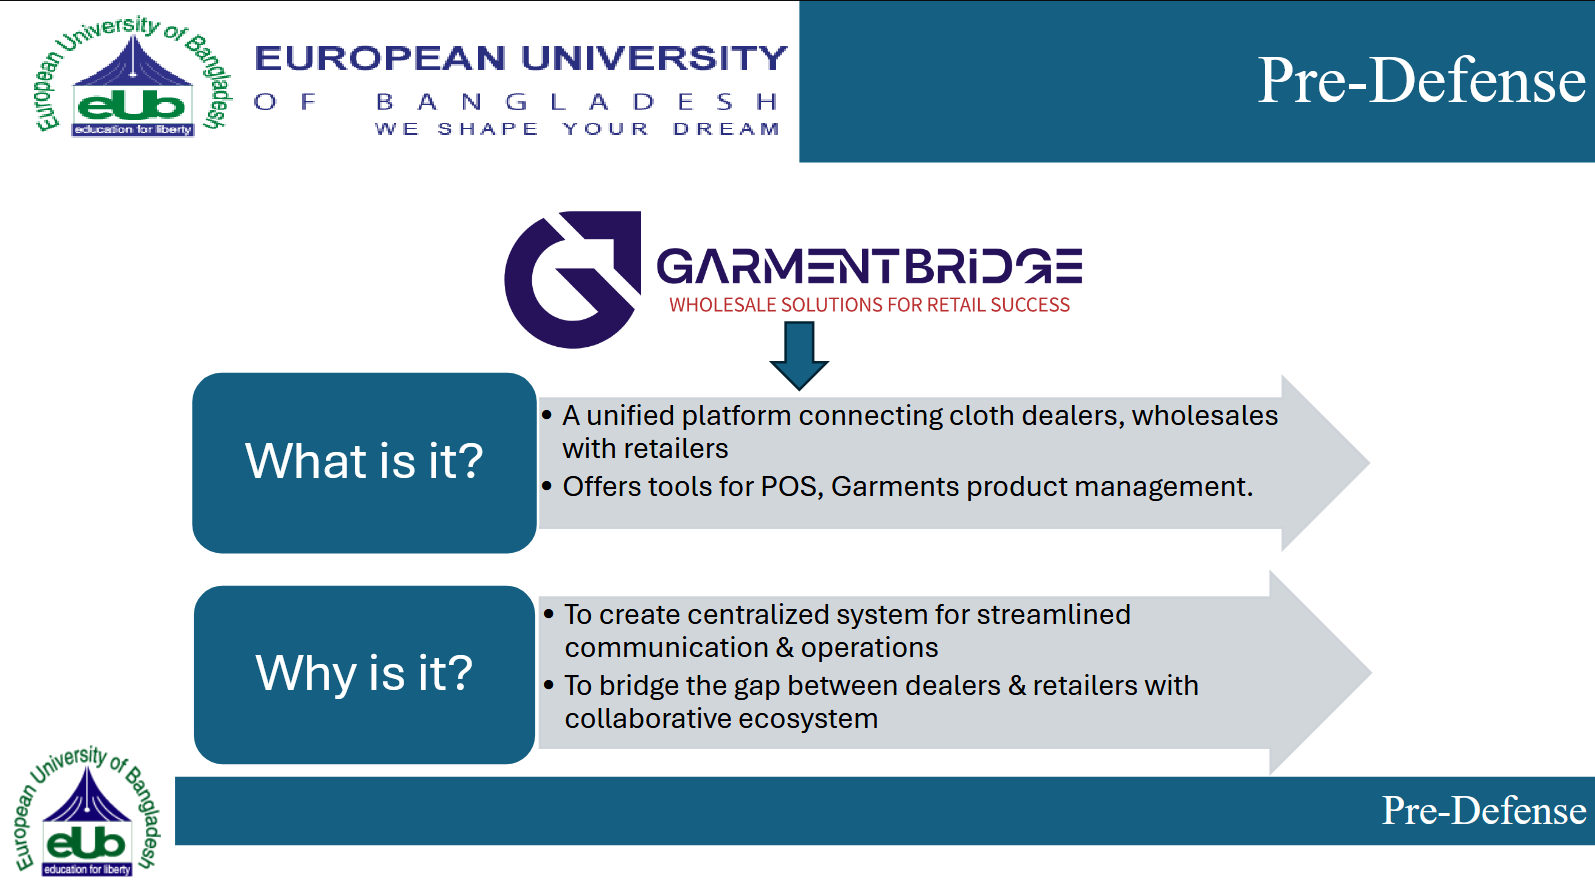 European University of Bangladesh
eUb
education for liberty
EUROPEAN UNIVERSITY
OF BANGLADESH
WE SHAPE YOUR DREAM
Pre-Defense
GARMENTBRiDGE
WHOLESALE SOLUTIONS FOR RETAIL SUCCESS
What is it?
• A unified platform connecting cloth dealers, wholesales
with retailers
• Offers tools for POS, Garments product management.
Why is it?
• To create centralized system for streamlined
communication & operations
• To bridge the gap between dealers & retailers with
collaborative ecosystem
European University of Bangladesh
eUb
education for liberty
Pre-Defense